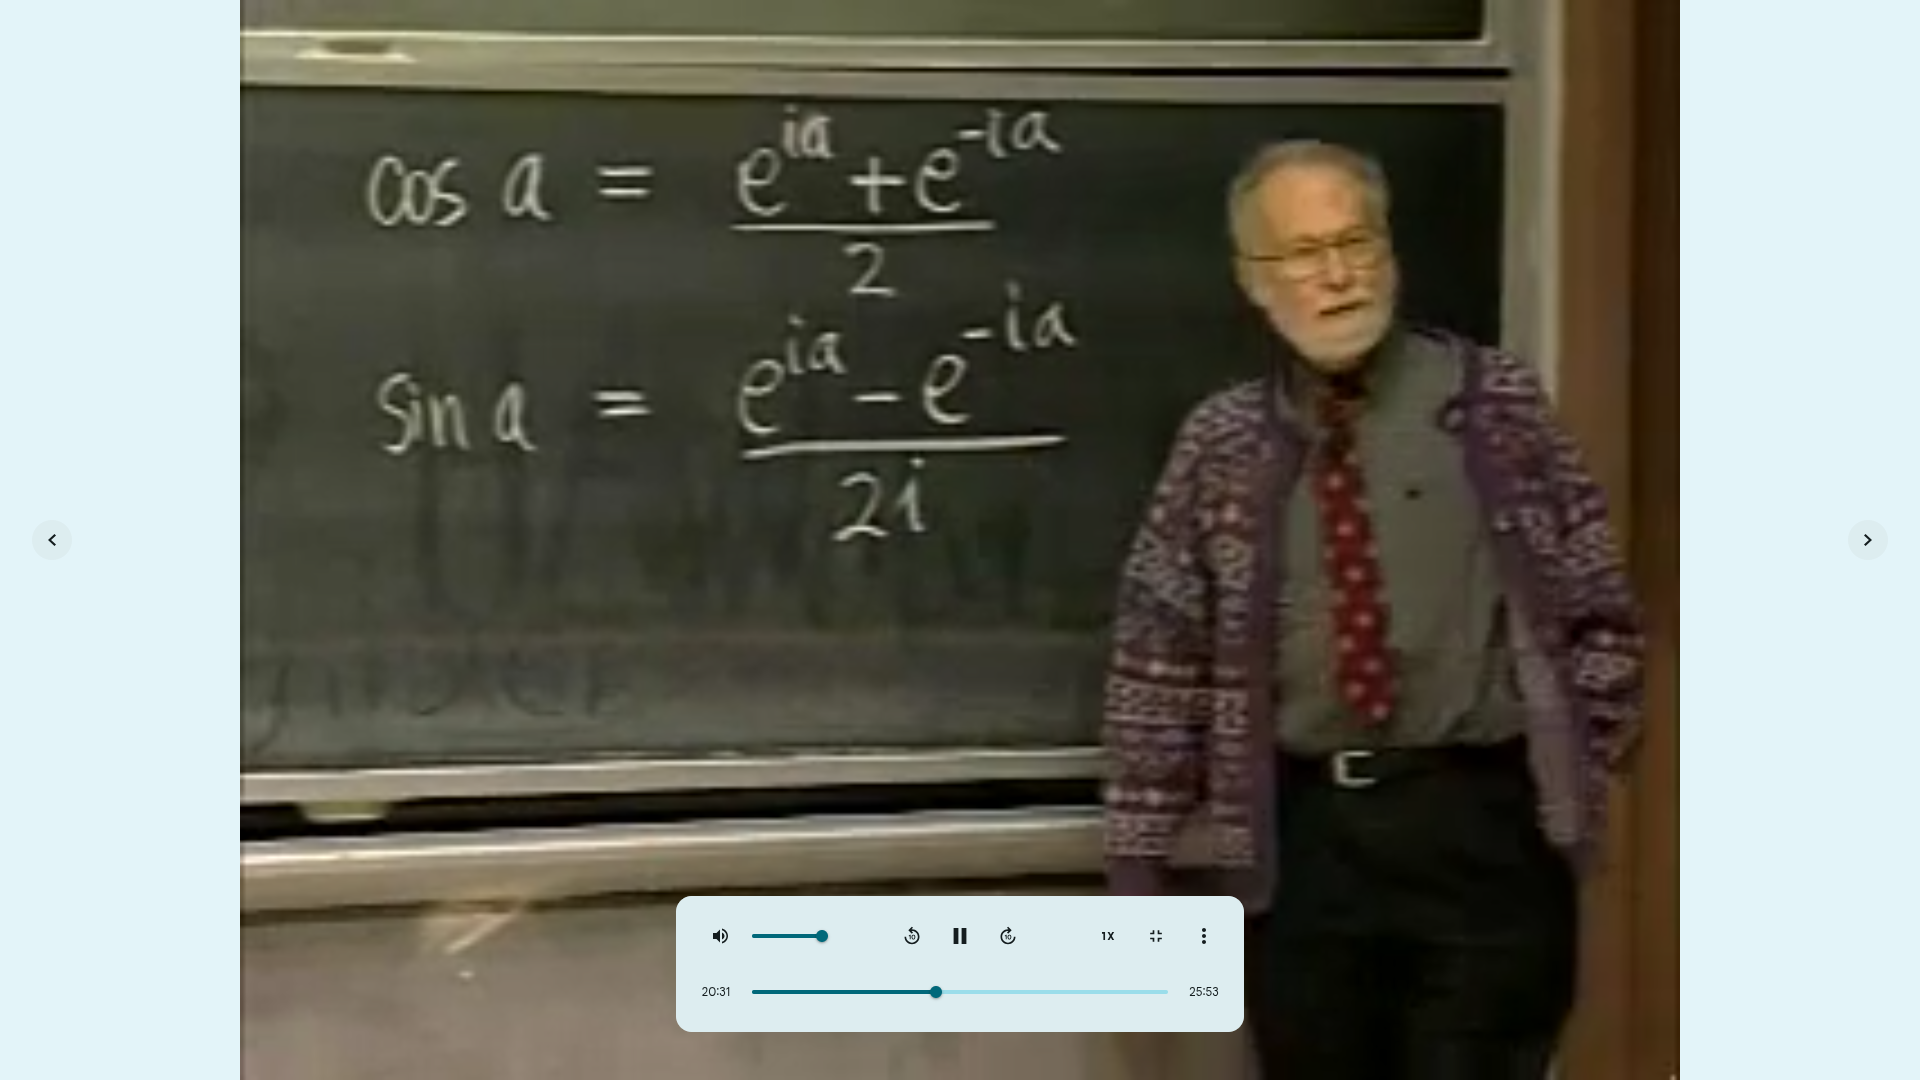 cos a = (e^{ia} + e^{-ia})/2
sin a = (e^{ia} - e^{-ia})/2i
1X
20:31 25:53